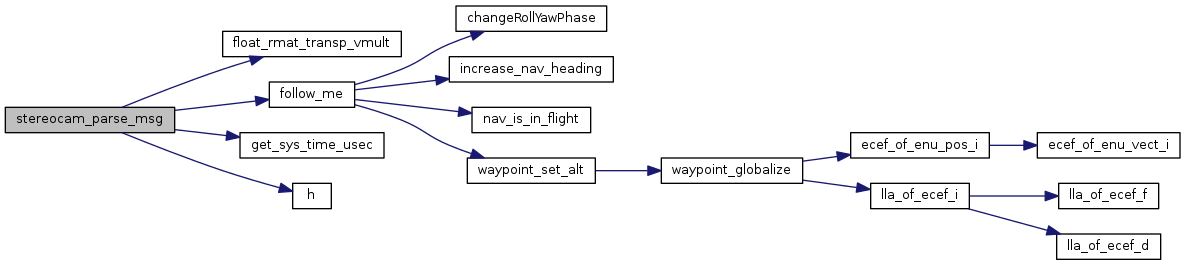 stereocam_parse_msg
float_rmat_transp_vmult
follow_me
get_sys_time_usec
h
changeRollYawPhase
increase_nav_heading
nav_is_in_flight
waypoint_set_alt
waypoint_globalize
ecef_of_enu_pos_i
lla_of_ecef_i
ecef_of_enu_vect_i
lla_of_ecef_f
lla_of_ecef_d